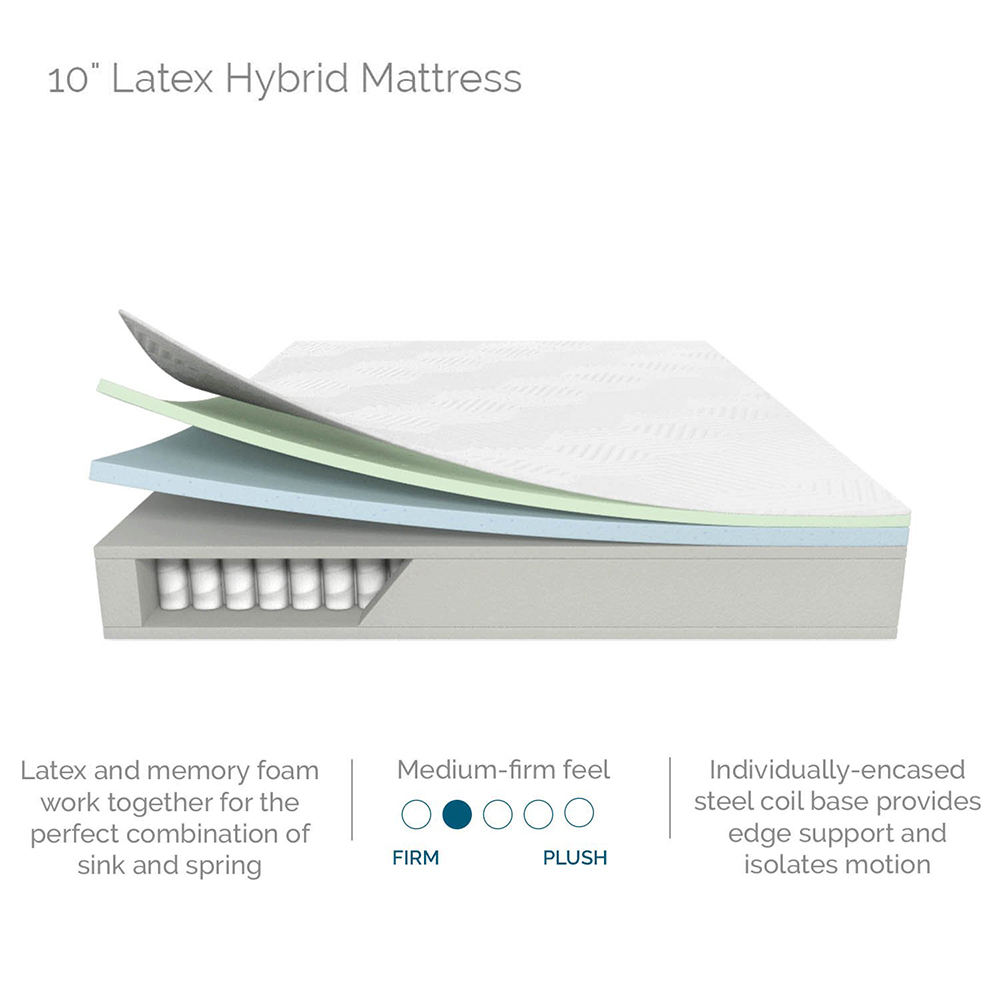 10" Latex Hybrid Mattress
Latex and memory foam
work together for the
perfect combination of
sink and spring
Medium-firm feel
FIRM PLUSH
Individually-encased
steel coil base provides
edge support and
isolates motion